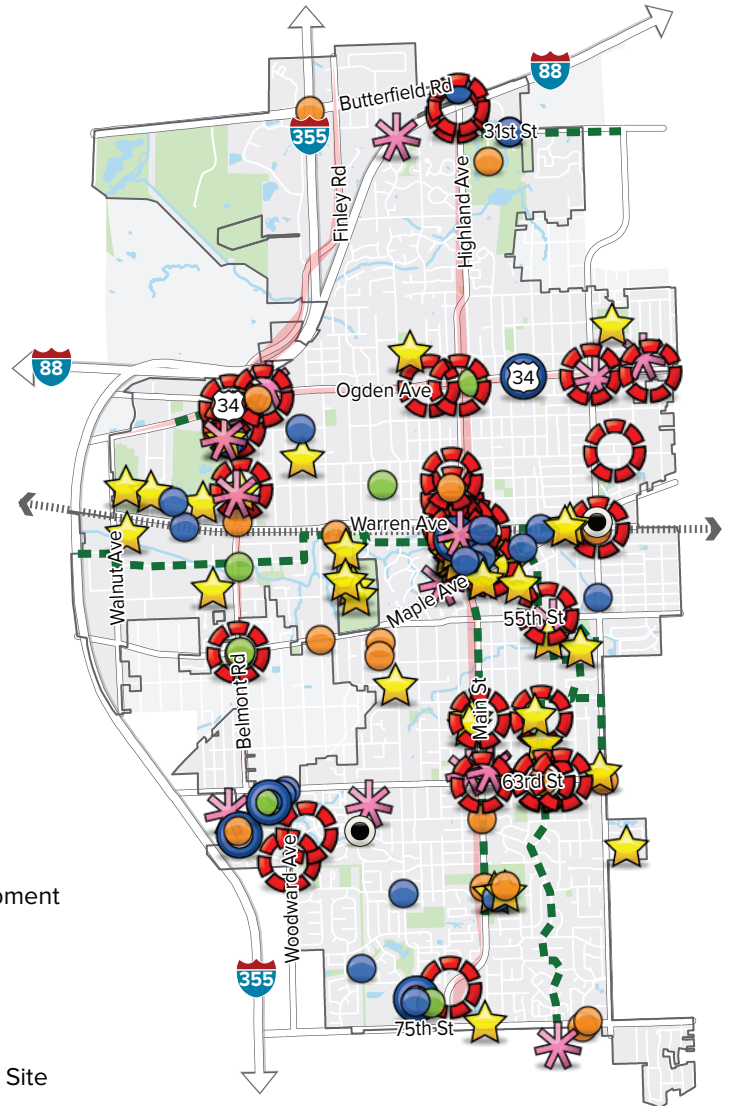 88
Butterfield Rd
355
31st St
Finley Rd
Highland Ave
88
34
Ogden Ave
34
Warren Ave
Walnut Ave
Maple Ave
55th St
Belmont Rd
Main St
63rd St
Woodward Ave
pment
355
75th St
Site